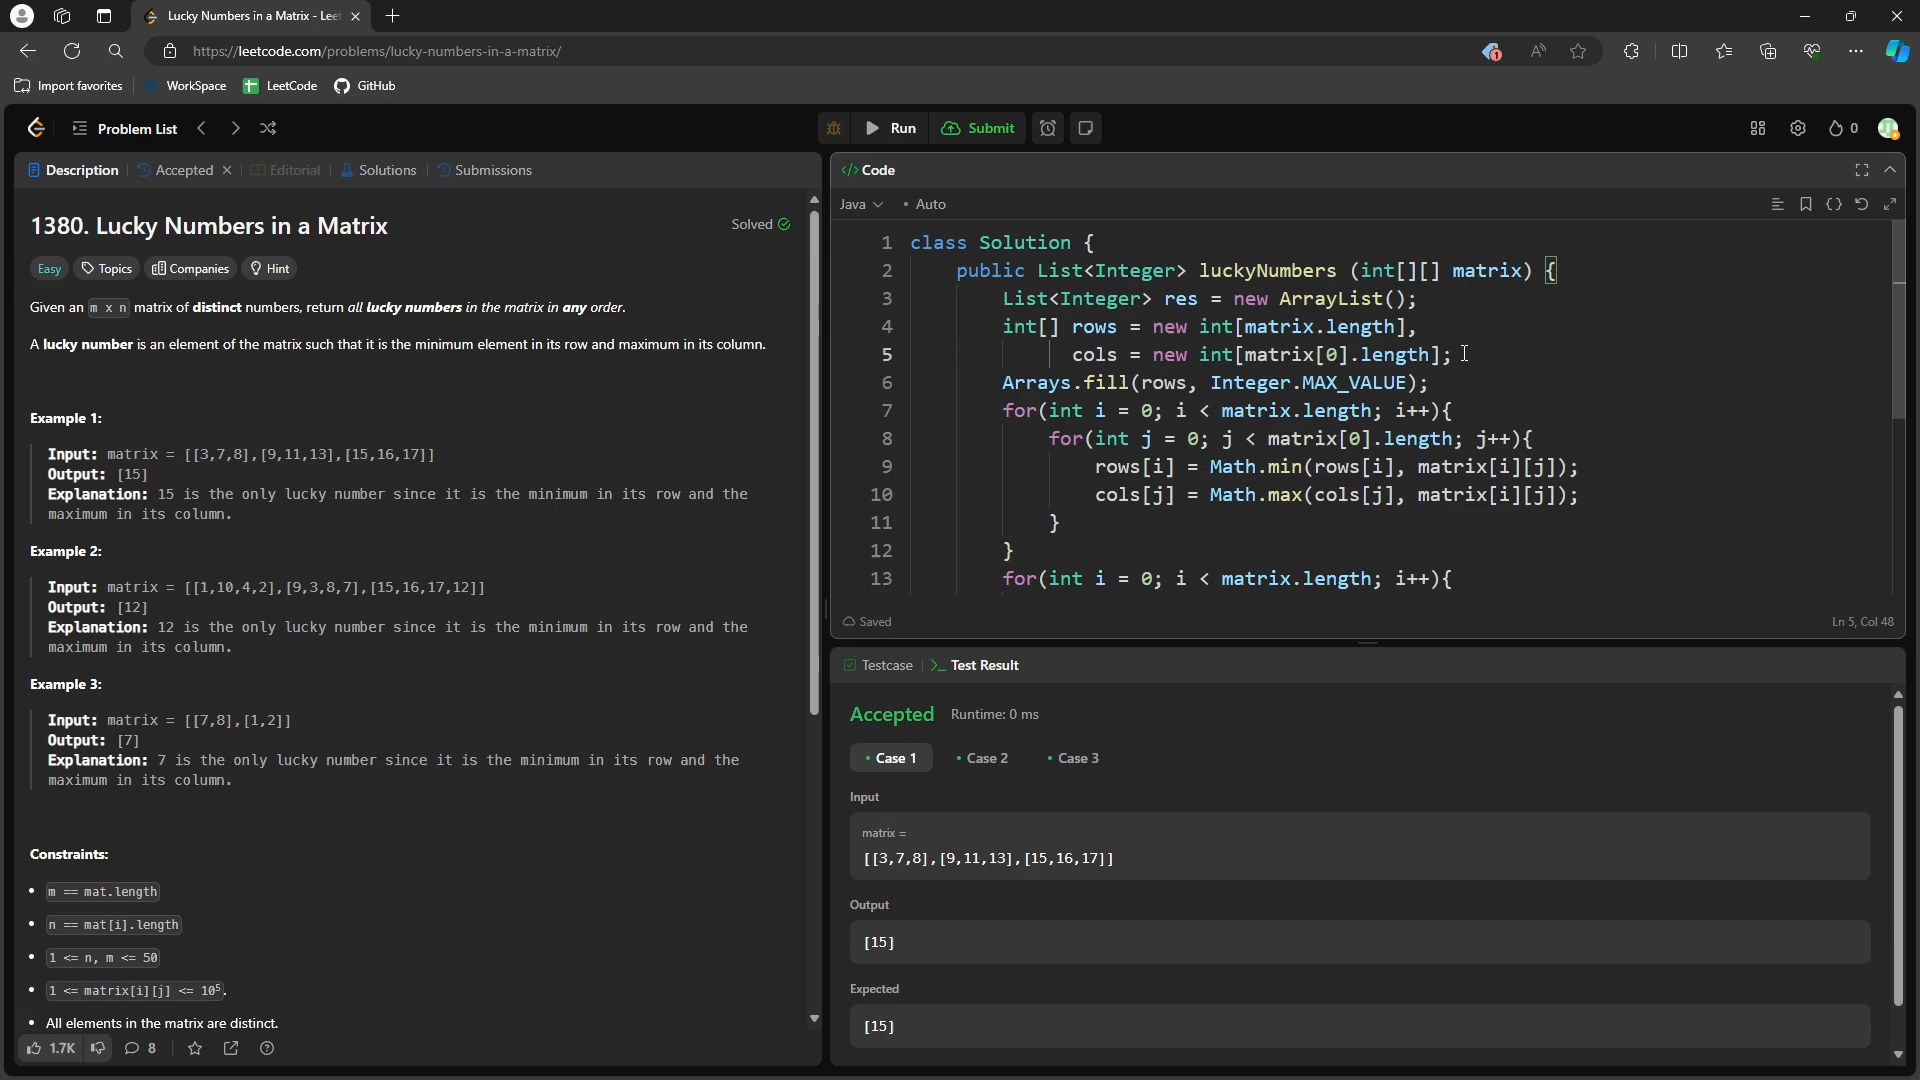 Lucky Numbers in a Matrix - Leet
https://leetcode.com/problems/lucky-numbers-in-a-matrix/
1
Import favorites
WorkSpace
LeetCode
GitHub
Problem List
Run
Submit
0
Description
Accepted
Editorial
Solutions
Submissions
1380. Lucky Numbers in a Matrix
Solved
Easy
Topics
Companies
Hint
Given an m x n matrix of distinct numbers, return all lucky numbers in the matrix in any order.
A lucky number is an element of the matrix such that it is the minimum element in its row and maximum in its column.
Example 1:
Input: matrix = [[3,7,8],[9,11,13],[15,16,17]]
Output: [15]
Explanation: 15 is the only lucky number since it is the minimum in its row and the
maximum in its column.
Example 2:
Input: matrix = [[1,10,4,2],[9,3,8,7],[15,16,17,12]]
Output: [12]
Explanation: 12 is the only lucky number since it is the minimum in its row and the
maximum in its column.
Example 3:
Input: matrix = [[7,8],[1,2]]
Output: [7]
Explanation: 7 is the only lucky number since it is the minimum in its row and the
maximum in its column.
Constraints:
• m == mat.length
• n == mat[i].length
• 1 <= n, m <= 50
• 1 <= matrix[i][j] <= 10⁵.
• All elements in the matrix are distinct.
1.7K
8
</> Code
Java
• Auto
1 class Solution {
2 public List<Integer> luckyNumbers (int[][] matrix) {
3 List<Integer> res = new ArrayList();
4 int[] rows = new int[matrix.length],
5 cols = new int[matrix[0].length];
6 Arrays.fill(rows, Integer.MAX_VALUE);
7 for(int i = 0; i < matrix.length; i++){
8 for(int j = 0; j < matrix[0].length; j++){
9 rows[i] = Math.min(rows[i], matrix[i][j]);
10 cols[j] = Math.max(cols[j], matrix[i][j]);
11 }
12 }
13 for(int i = 0; i < matrix.length; i++){
Saved
Ln 5, Col 48
Testcase
>_ Test Result
Accepted
Runtime: 0 ms
• Case 1
• Case 2
• Case 3
Input
matrix =
[[3,7,8],[9,11,13],[15,16,17]]
Output
[15]
Expected
[15]